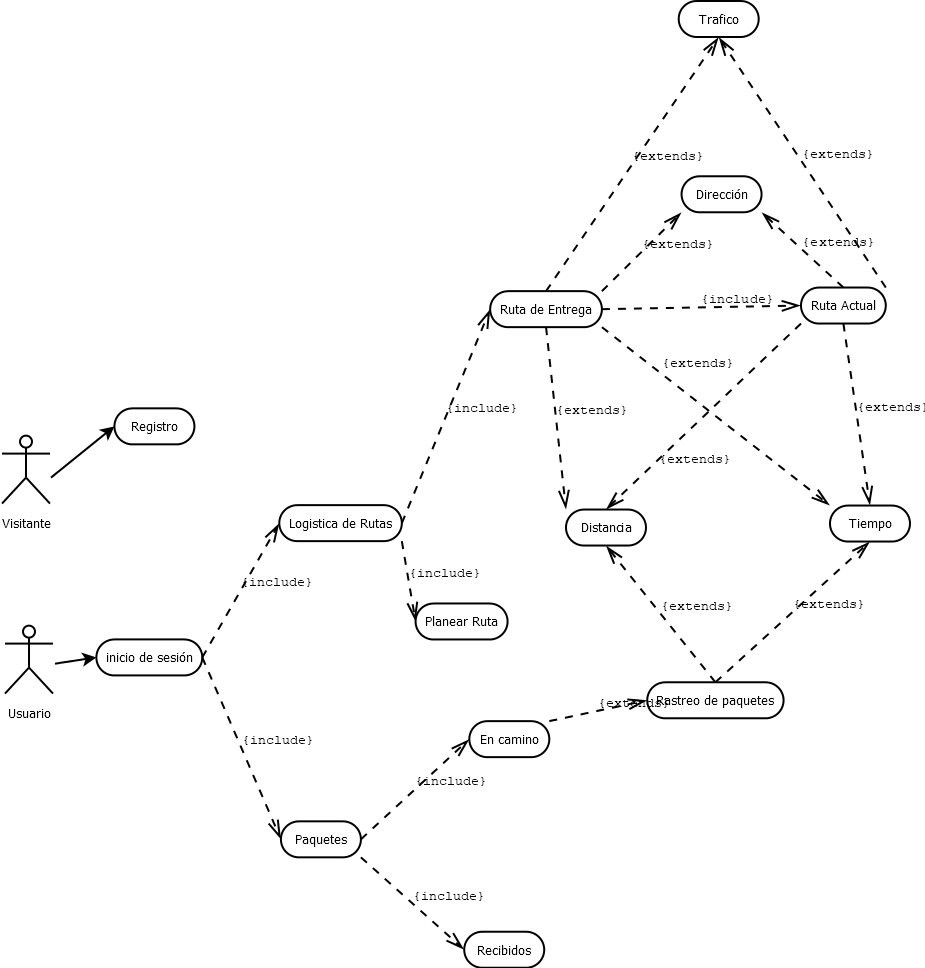 Trafico
{extends}
{extends}
Dirección
{extends}
{extends}
Ruta de Entrega
{include}
Ruta Actual
{extends}
{include}
{extends}
{extends}
Registro
{extends}
Visitante
Logistica de Rutas
Distancia
Tiempo
{include}
{include}
{extends}
{extends}
Planear Ruta
inicio de sesión
Usuario
{extends}
Rastreo de paquetes
{include}
En camino
{include}
Paquetes
{include}
Recibidos